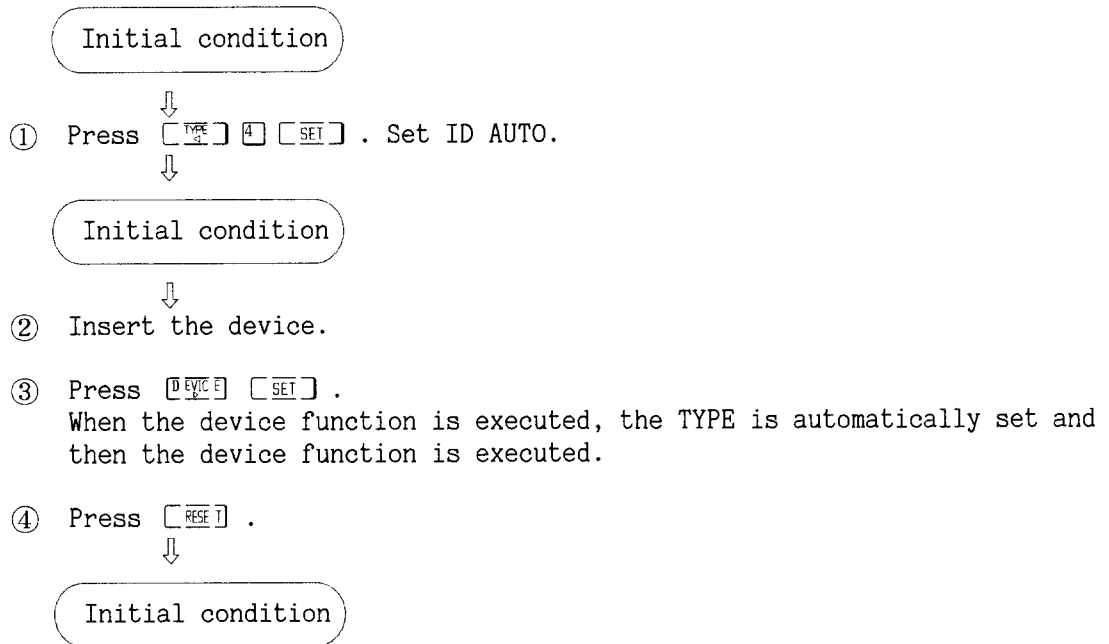 Initial condition
⇩
① Press [TYPE ◁] [4] [SET] . Set ID AUTO.
⇩
Initial condition
⇩
② Insert the device.
③ Press [DEVICE ▷] [SET] .
When the device function is executed, the TYPE is automatically set and
then the device function is executed.
④ Press [RESET] .
⇩
Initial condition